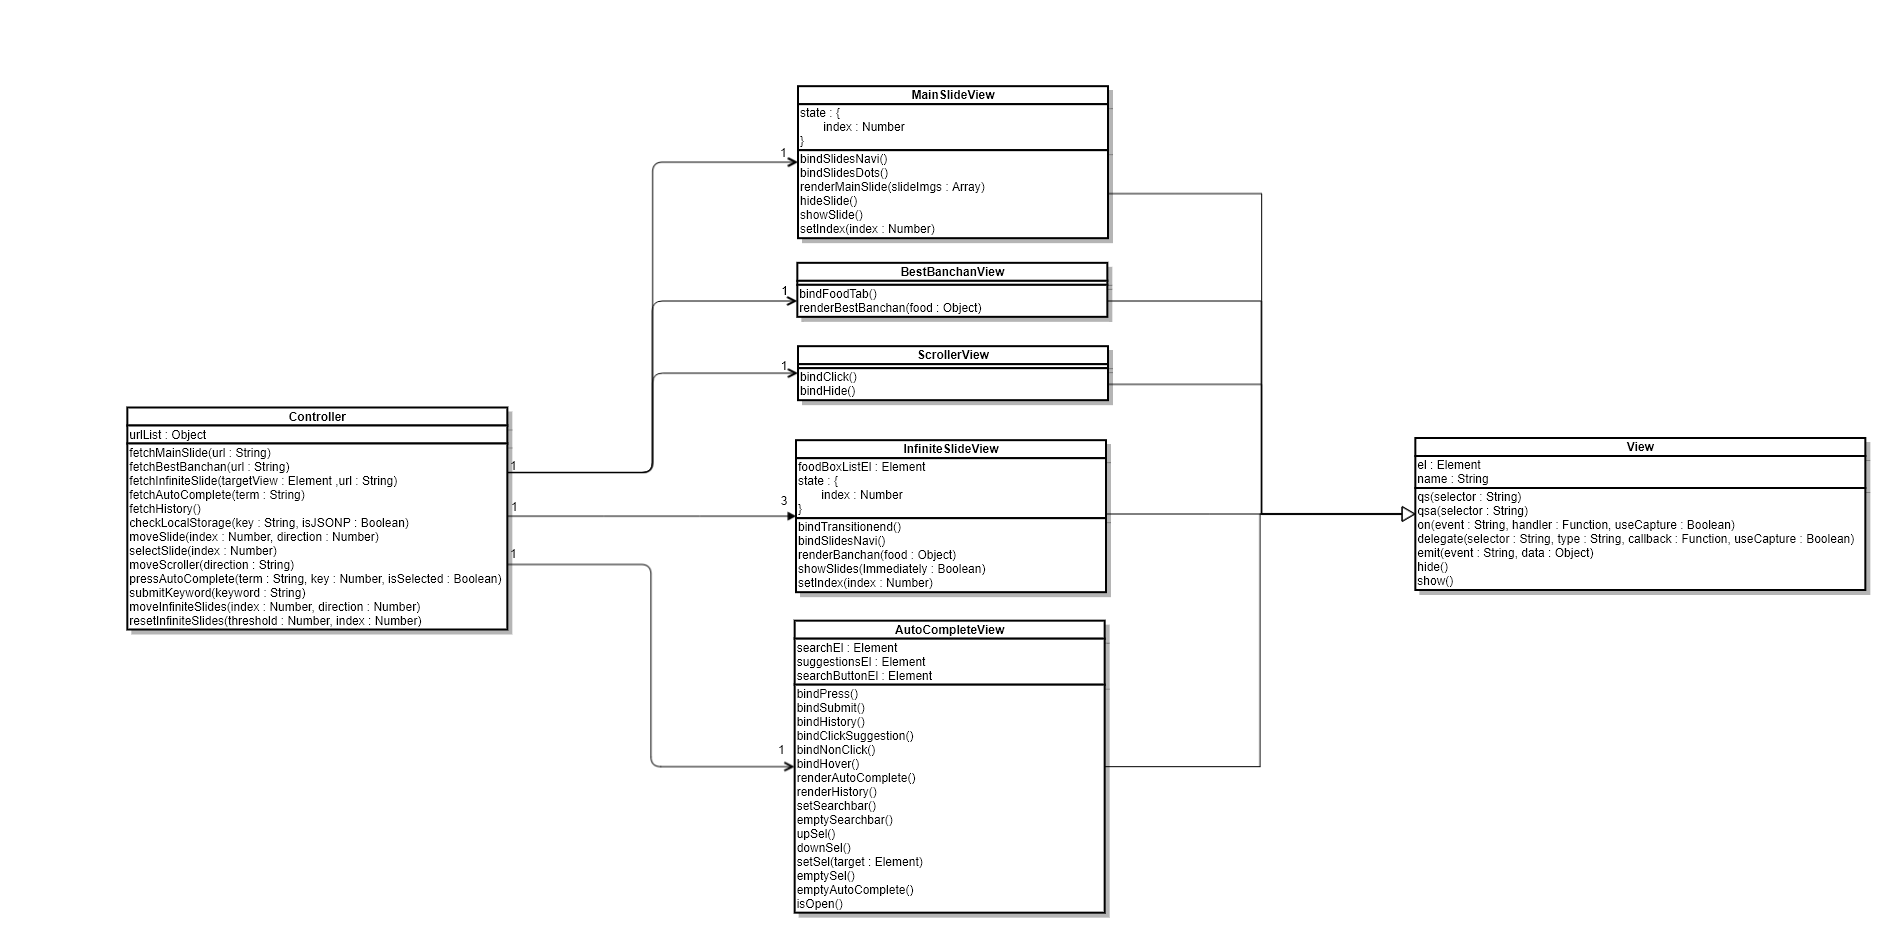 MainSlideView
state : {
index : Number
}
bindSlidesNavi()
bindSlidesDots()
renderMainSlide(slideImgs : Array)
hideSlide()
showSlide()
setIndex(index : Number)
1
BestBanchanView
bindFoodTab()
renderBestBanchan(food : Object)
1
ScrollerView
bindClick()
bindHide()
1
Controller
urlList : Object
fetchMainSlide(url : String)
fetchBestBanchan(url : String)
fetchInfiniteSlide(targetView : Element ,url : String)
fetchAutoComplete(term : String)
fetchHistory()
checkLocalStorage(key : String, isJSONP : Boolean)
moveSlide(index : Number, direction : Number)
selectSlide(index : Number)
moveScroller(direction : String)
pressAutoComplete(term : String, key : Number, isSelected : Boolean)
submitKeyword(keyword : String)
moveInfiniteSlides(index : Number, direction : Number)
resetInfiniteSlides(threshold : Number, index : Number)
1
1
1
InfiniteSlideView
foodBoxListEl : Element
state : {
index : Number
}
bindTransitionend()
bindSlidesNavi()
renderBanchan(food : Object)
showSlides(Immediately : Boolean)
setIndex(index : Number)
3
View
el : Element
name : String
qs(selector : String)
qsa(selector : String)
on(event : String, handler : Function, useCapture : Boolean)
delegate(selector : String, type : String, callback : Function, useCapture : Boolean)
emit(event : String, data : Object)
hide()
show()
AutoCompleteView
searchEl : Element
suggestionsEl : Element
searchButtonEl : Element
bindPress()
bindSubmit()
bindHistory()
bindClickSuggestion()
bindNonClick()
bindHover()
renderAutoComplete()
renderHistory()
setSearchbar()
emptySearchbar()
upSel()
downSel()
setSel(target : Element)
emptySel()
emptyAutoComplete()
isOpen()
1